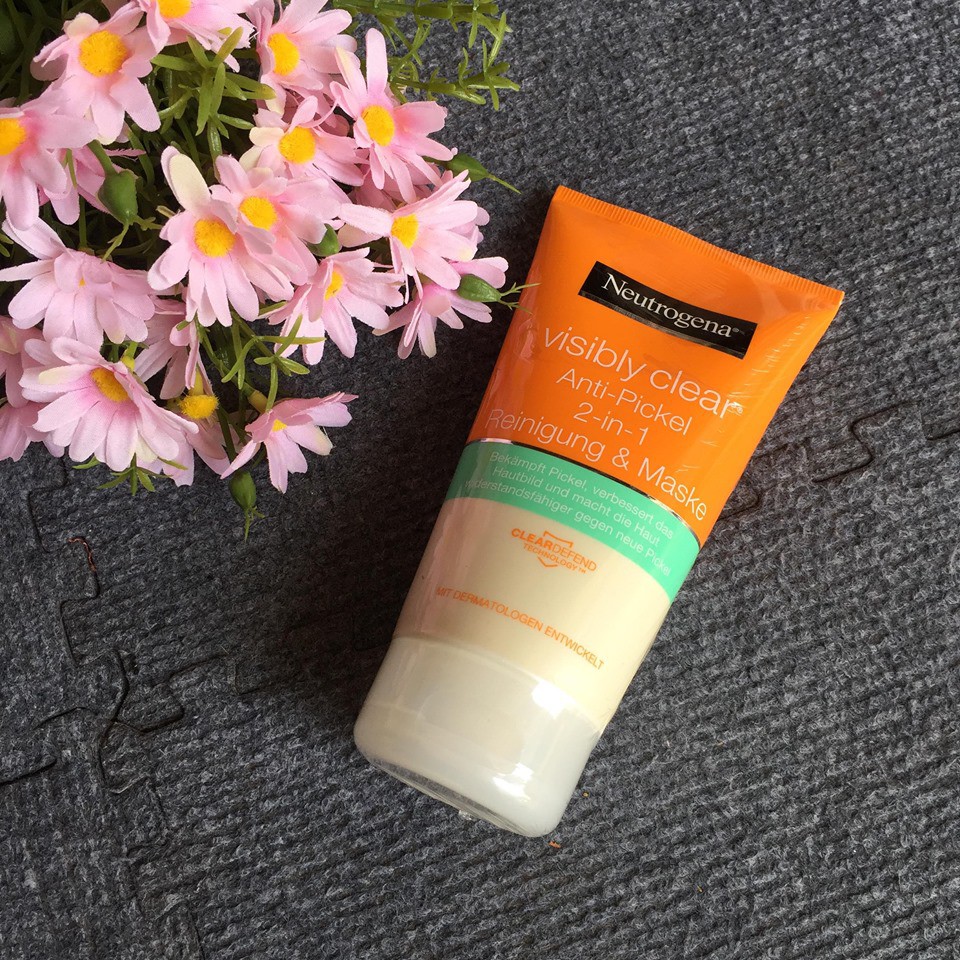 Neutrogena®
visibly clear®
Anti-Pickel
2-in-1
Reinigung & Maske
Bekämpft Pickel, verbessert das
Hautbild und macht die Haut
widerstandsfähiger gegen neue Pickel
CLEARDEFEND
TECHNOLOGY™
MIT DERMATOLOGEN ENTWICKELT